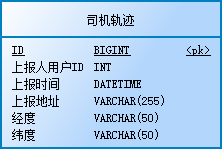 司机轨迹
ID BIGINT <pk>
上报人用户ID INT
上报时间 DATETIME
上报地址 VARCHAR(255)
经度 VARCHAR(50)
纬度 VARCHAR(50)